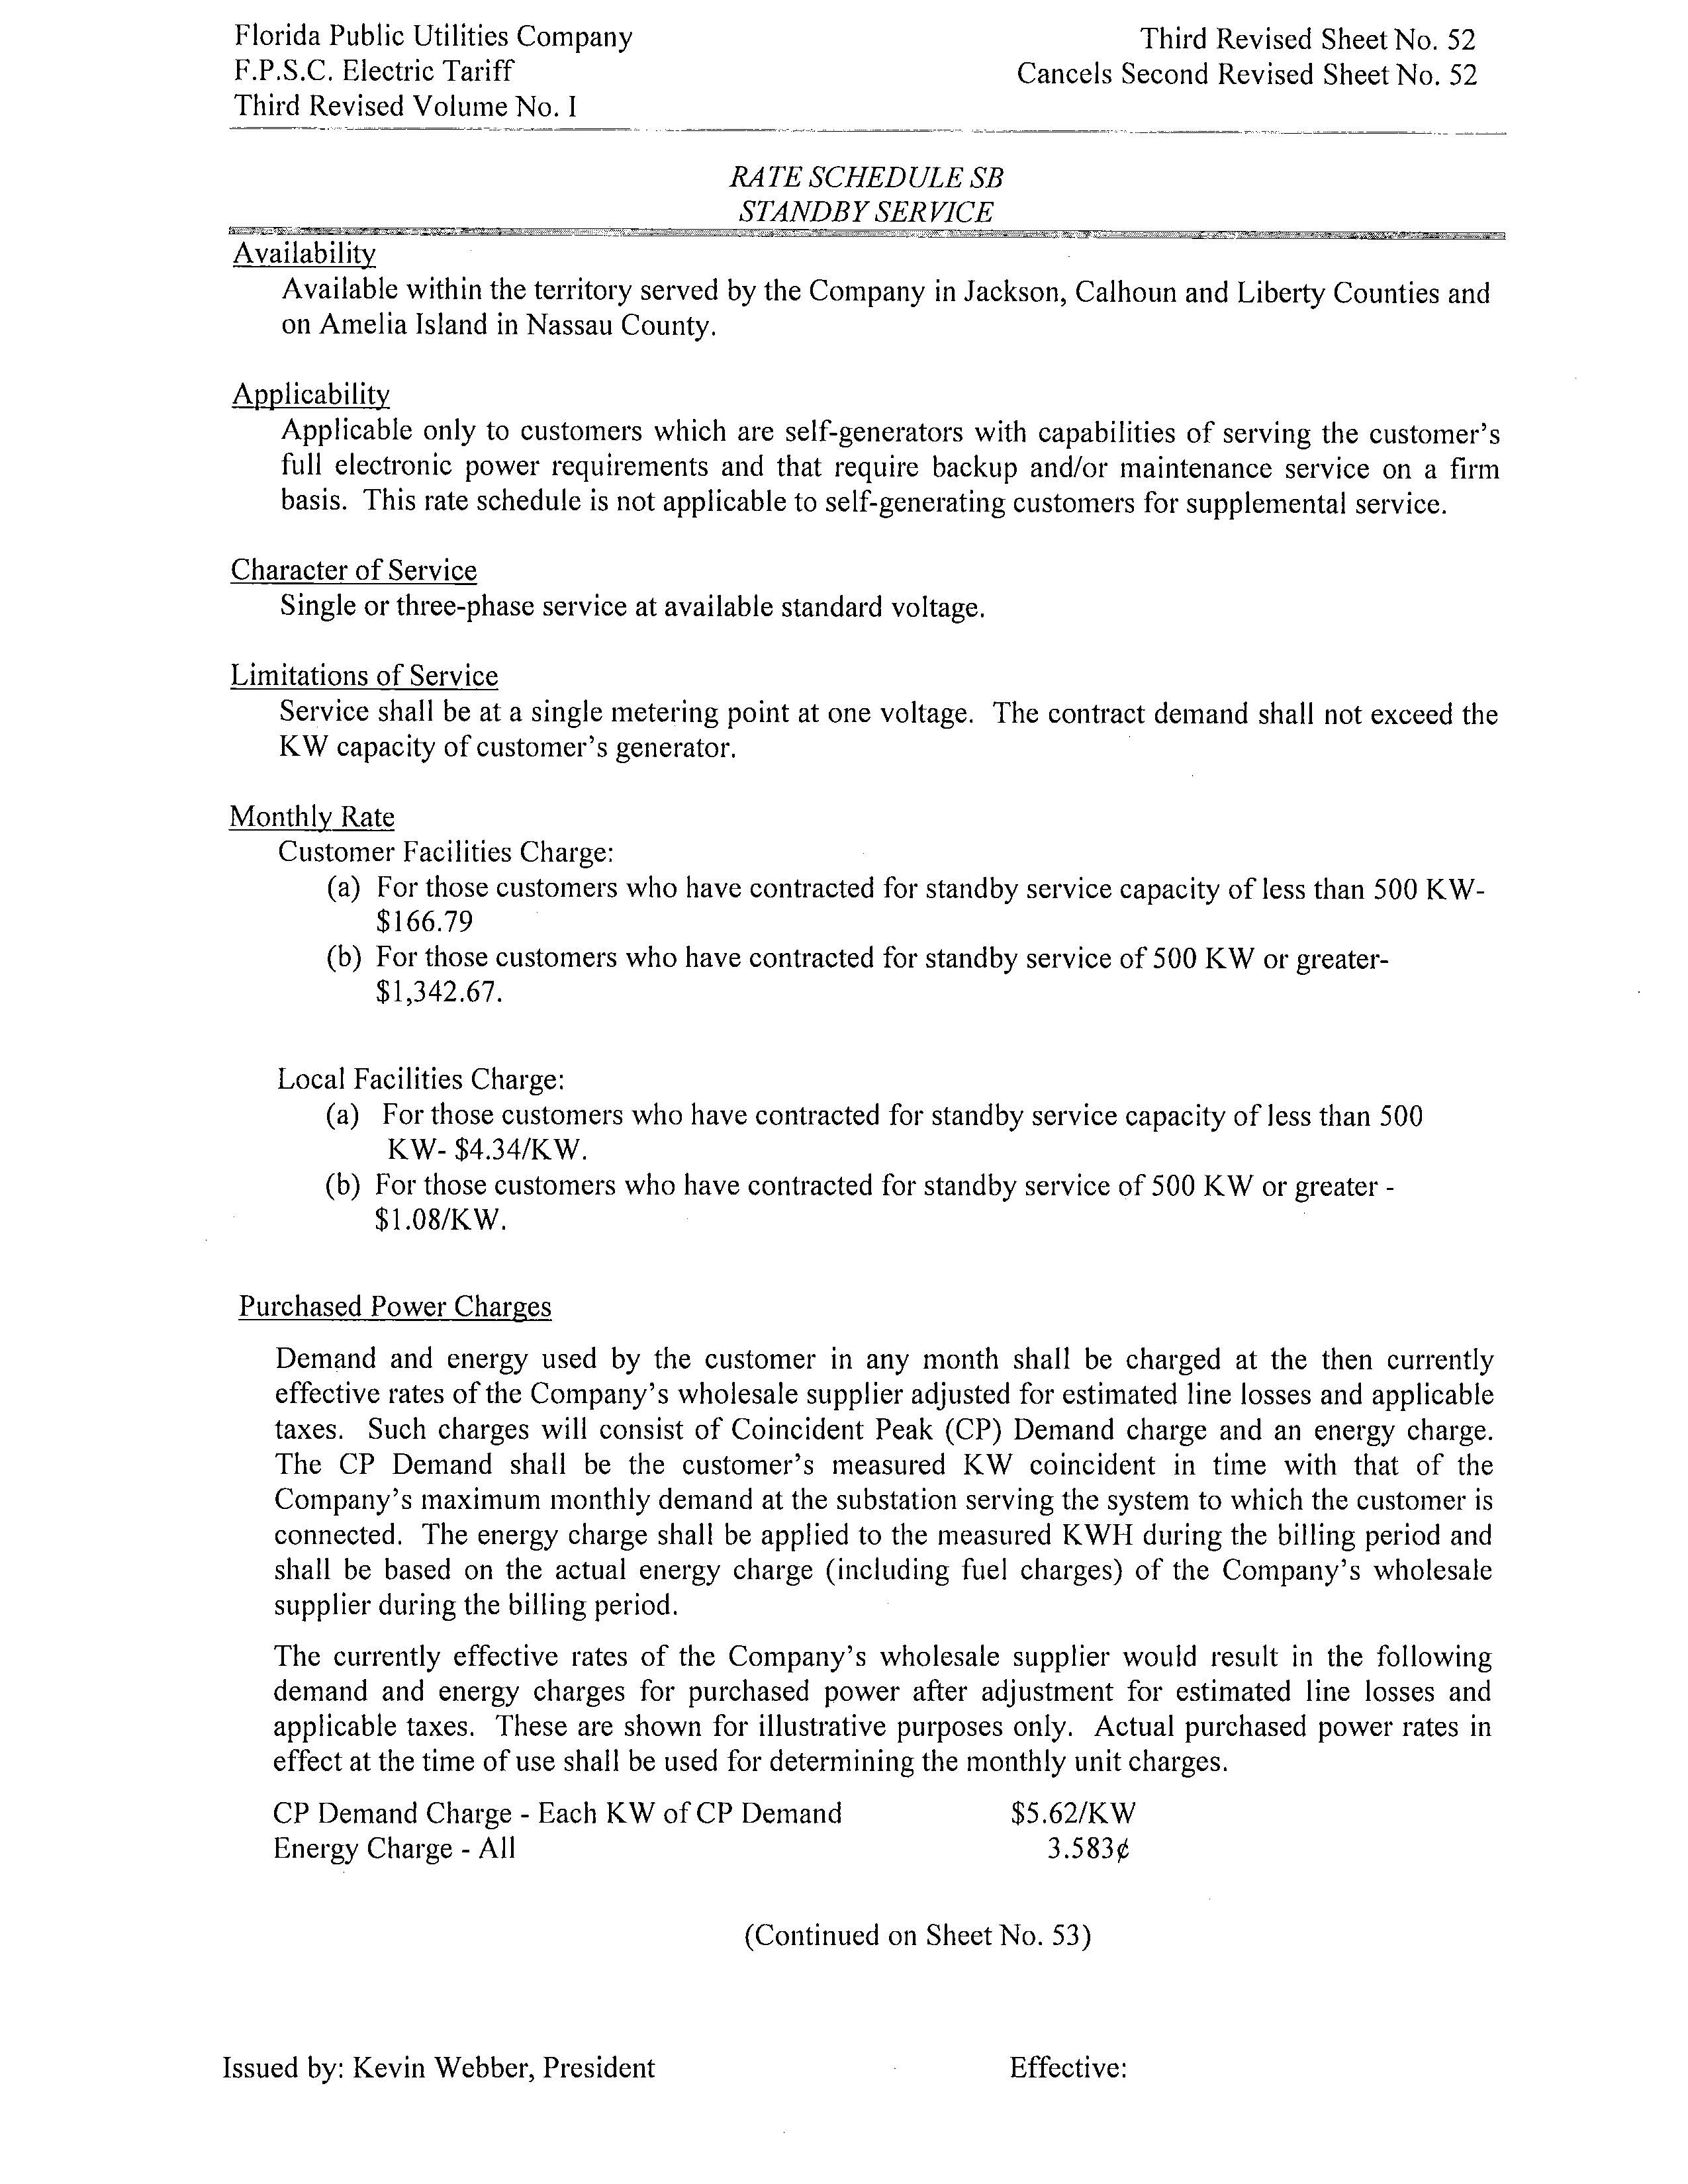 Florida Public Utilities Company
F.P.S.C. Electric Tariff
Third Revised Volume No. I
Third Revised Sheet No. 52
Cancels Second Revised Sheet No. 52
RATE SCHEDULE SB
STANDBY SERVICE
Availability
Available within the territory served by the Company in Jackson, Calhoun and Liberty Counties and
on Amelia Island in Nassau County.
Applicability
Applicable only to customers which are self-generators with capabilities of serving the customer's
full electronic power requirements and that require backup and/or maintenance service on a firm
basis. This rate schedule is not applicable to self-generating customers for supplemental service.
Character of Service
Single or three-phase service at available standard voltage.
Limitations of Service
Service shall be at a single metering point at one voltage. The contract demand shall not exceed the
KW capacity of customer's generator.
Monthly Rate
Customer Facilities Charge:
(a) For those customers who have contracted for standby service capacity of less than 500 KW-
$166.79
(b) For those customers who have contracted for standby service of 500 KW or greater-
$1,342.67.
Local Facilities Charge:
(a) For those customers who have contracted for standby service capacity of less than 500
KW- $4.34/KW.
(b) For those customers who have contracted for standby service of 500 KW or greater -
$1.08/KW.
Purchased Power Charges
Demand and energy used by the customer in any month shall be charged at the then currently
effective rates of the Company's wholesale supplier adjusted for estimated line losses and applicable
taxes. Such charges will consist of Coincident Peak (CP) Demand charge and an energy charge.
The CP Demand shall be the customer's measured KW coincident in time with that of the
Company's maximum monthly demand at the substation serving the system to which the customer is
connected. The energy charge shall be applied to the measured KWH during the billing period and
shall be based on the actual energy charge (including fuel charges) of the Company's wholesale
supplier during the billing period.
The currently effective rates of the Company's wholesale supplier would result in the following
demand and energy charges for purchased power after adjustment for estimated line losses and
applicable taxes. These are shown for illustrative purposes only. Actual purchased power rates in
effect at the time of use shall be used for determining the monthly unit charges.
CP Demand Charge - Each KW of CP Demand $5.62/KW
Energy Charge - All 3.583¢
(Continued on Sheet No. 53)
Issued by: Kevin Webber, President Effective: